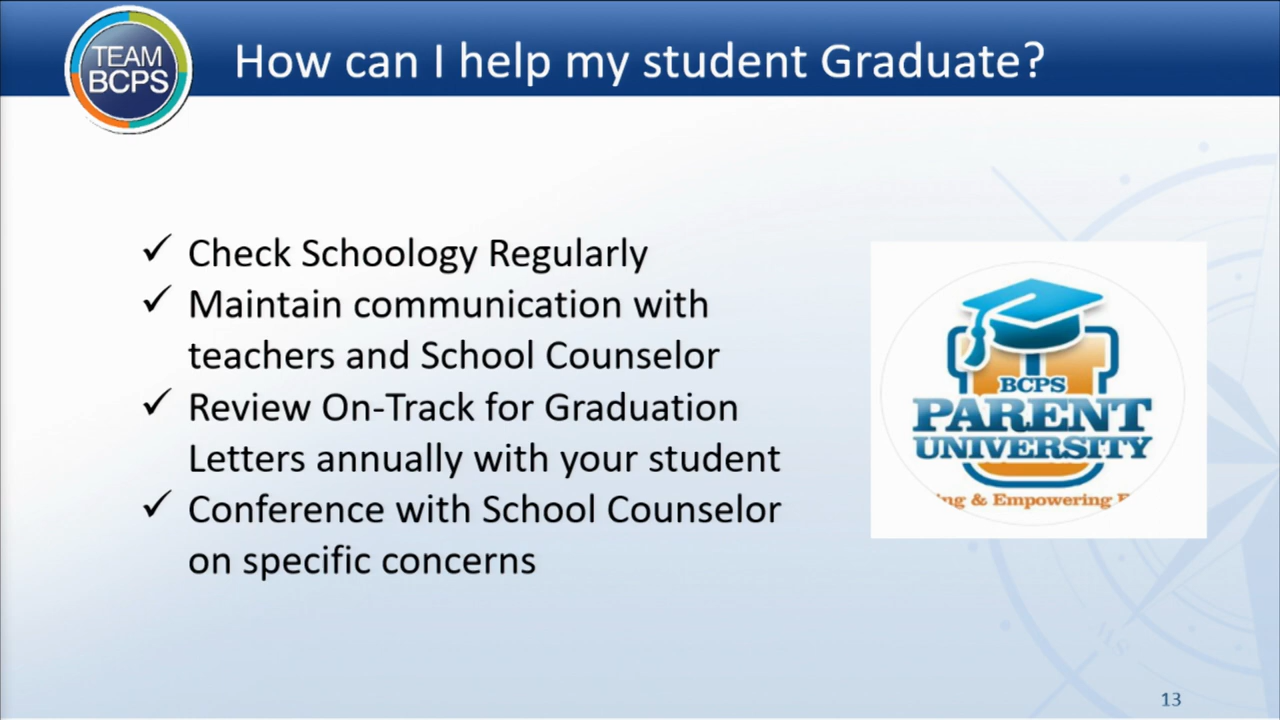 TEAM
BCPS
How can I help my student Graduate?
✓ Check Schoology Regularly
✓ Maintain communication with
teachers and School Counselor
✓ Review On-Track for Graduation
Letters annually with your student
✓ Conference with School Counselor
on specific concerns
BCPS
PARENT
UNIVERSITY
& Empowering
13